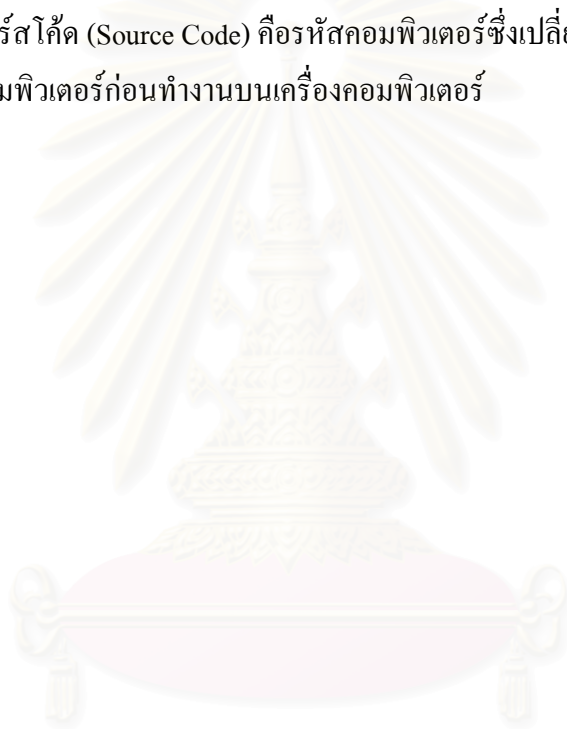 ร์สโค้ด (Source Code) คือรหัสคอมพิวเตอร์ซึ่งเปลี่
มพิวเตอร์ก่อนทำงานบนเครื่องคอมพิวเตอร์